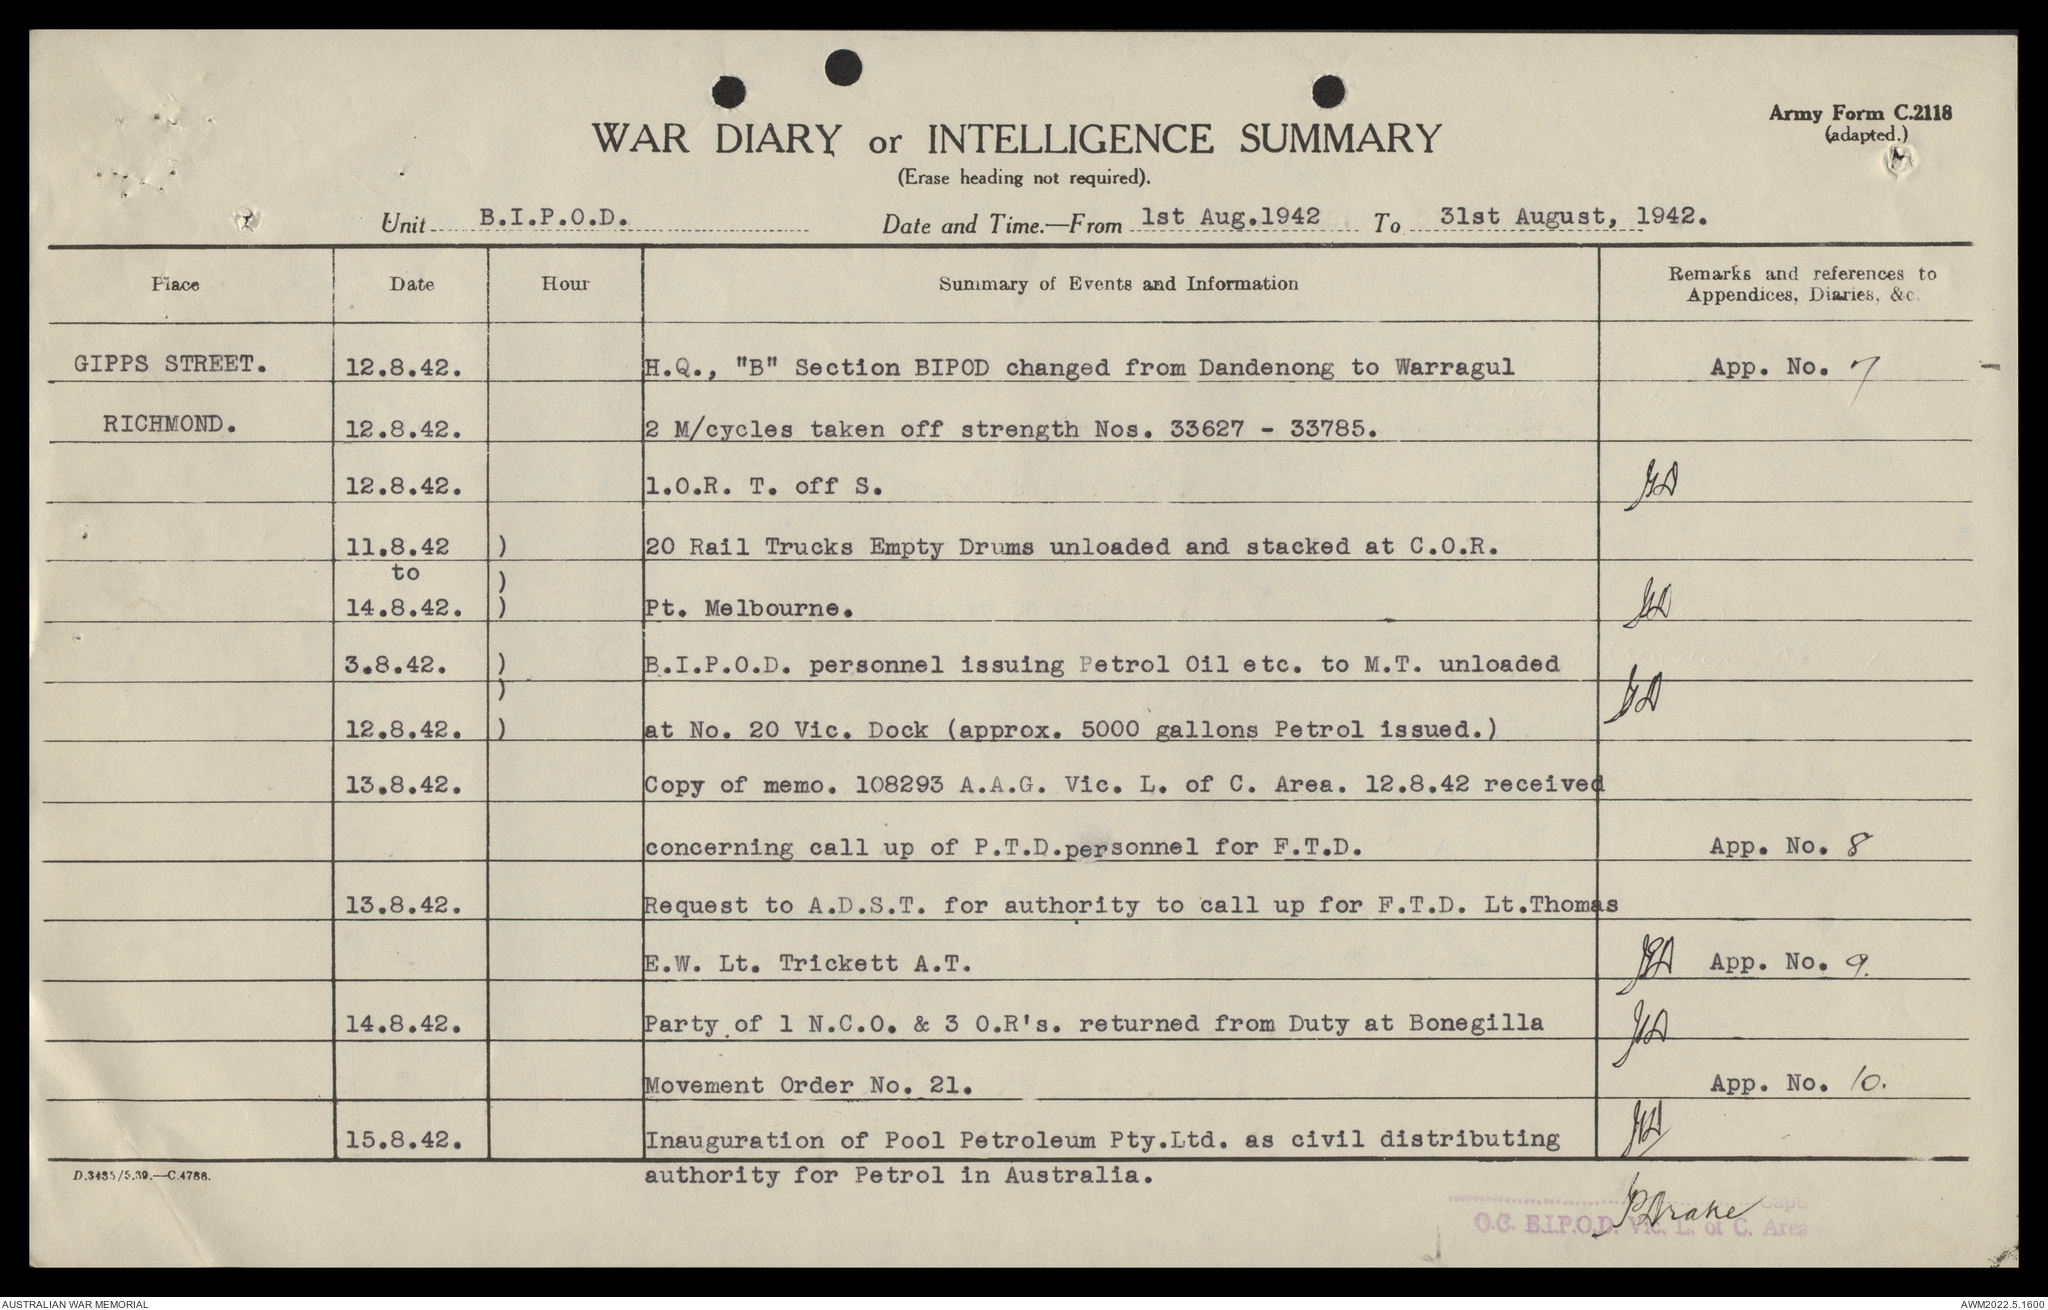 Army Form C.2118
(adapted.)
WAR DIARY or INTELLIGENCE SUMMARY
(Erase heading not required).
Unit B.I.P.O.D. Date and Time.—From 1st Aug.1942 To 31st August, 1942.
Place Date Hour Summary of Events and Information Remarks and references to
Appendices, Diaries, &c.
GIPPS STREET. 12.8.42. H.Q., "B" Section BIPOD changed from Dandenong to Warragul App. No. 7
RICHMOND. 12.8.42. 2 M/cycles taken off strength Nos. 33627 - 33785.
12.8.42. 1.O.R. T. off S.
11.8.42 ) 20 Rail Trucks Empty Drums unloaded and stacked at C.O.R.
to )
14.8.42. ) Pt. Melbourne.
3.8.42. ) B.I.P.O.D. personnel issuing Petrol Oil etc. to M.T. unloaded
)
12.8.42. ) at No. 20 Vic. Dock (approx. 5000 gallons Petrol issued.)
13.8.42. Copy of memo. 108293 A.A.G. Vic. L. of C. Area. 12.8.42 received
concerning call up of P.T.D.personnel for F.T.D. App. No. 8
13.8.42. Request to A.D.S.T. for authority to call up for F.T.D. Lt.Thomas
E.W. Lt. Trickett A.T. App. No. 9.
14.8.42. Party of 1 N.C.O. & 3 O.R's. returned from Duty at Bonegilla
Movement Order No. 21. App. No. 10.
15.8.42. Inauguration of Pool Petroleum Pty.Ltd. as civil distributing
authority for Petrol in Australia.
D.3435/5.39.—C.4788.
Drake
Capt
O.C. B.I.P.O.D. Vic. L. of C. Area
AUSTRALIAN WAR MEMORIAL AWM2022.5.1600